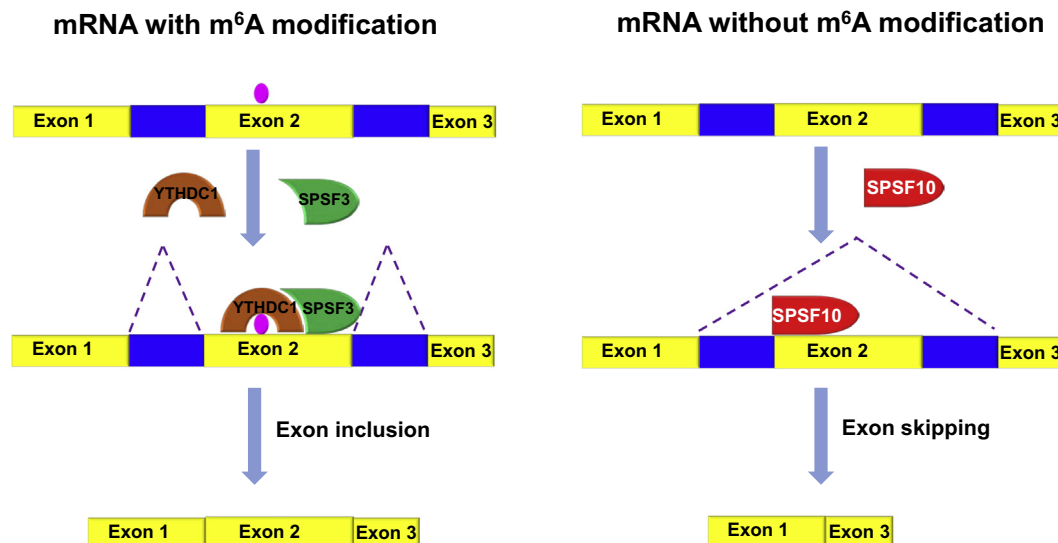 mRNA with m⁶A modification
Exon 1 Exon 2 Exon 3
YTHDC1 SPSF3
YTHDC1 SPSF3
Exon 1 Exon 2 Exon 3
Exon inclusion
Exon 1 Exon 2 Exon 3
mRNA without m⁶A modification
Exon 1 Exon 2 Exon 3
SPSF10
SPSF10
Exon 1 Exon 2 Exon 3
Exon skipping
Exon 1 Exon 3